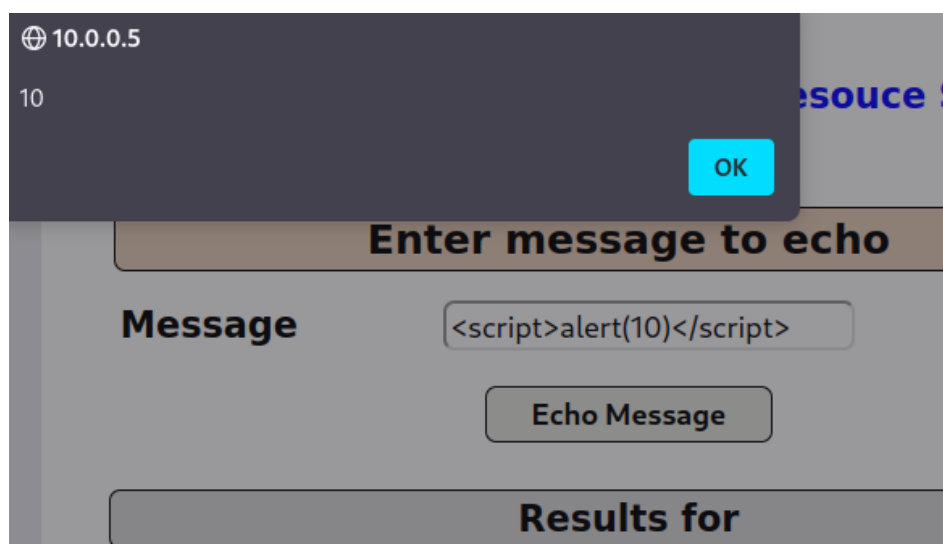 10.0.0.5
10
esouce
OK
Enter message to echo
Message
<script>alert(10)</script>
Echo Message
Results for